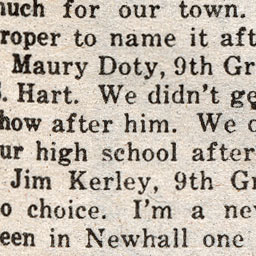 much for our town.
roper to name it aft
Maury Doty, 9th Gr
. Hart. We didn't ge
how after him. We c
ur high school after
Jim Kerley, 9th Gr
o choice. I'm a ne
een in Newhall one